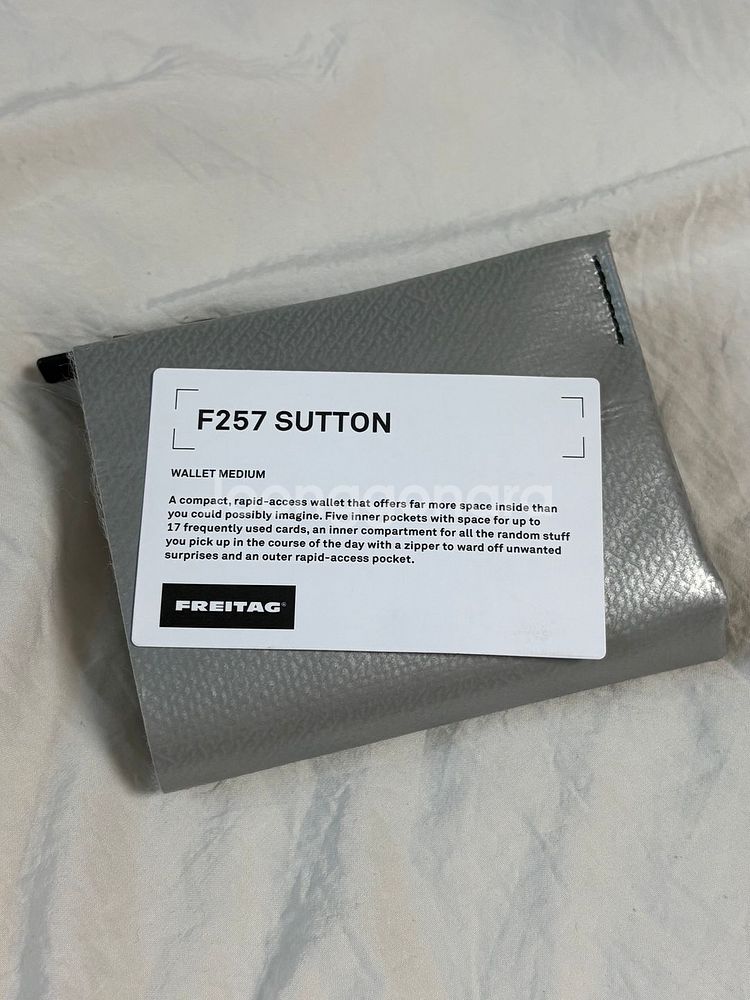 F257 SUTTON
WALLET MEDIUM
A compact, rapid-access wallet that offers far more space inside than
you could possibly imagine. Five inner pockets with space for up to
17 frequently used cards, an inner compartment for all the random stuff
you pick up in the course of the day with a zipper to ward off unwanted
surprises and an outer rapid-access pocket.
FREITAG®